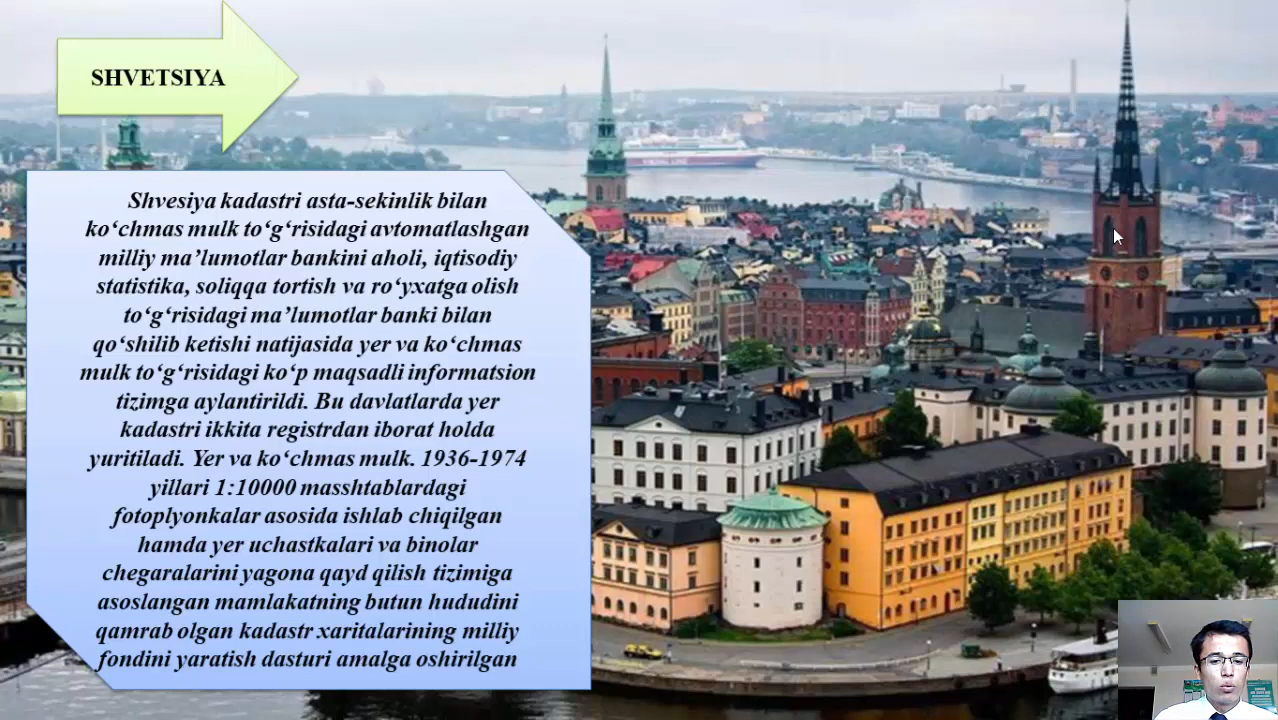 SHVETSIYA
Shvesiya kadastri asta-sekinlik bilan
ko‘chmas mulk to‘g‘risidagi avtomatlashgan
milliy ma’lumotlar bankini aholi, iqtisodiy
statistika, soliqqa tortish va ro‘yxatga olish
to‘g‘risidagi ma’lumotlar banki bilan
qo‘shilib ketishi natijasida yer va ko‘chmas
mulk to‘g‘risidagi ko‘p maqsadli informatsion
tizimga aylantirildi. Bu davlatlarda yer
kadastri ikkita registrdan iborat holda
yuritiladi. Yer va ko‘chmas mulk. 1936-1974
yillari 1:10000 masshtablardagi
fotoplyonkalar asosida ishlab chiqilgan
hamda yer uchastkalari va binolar
chegaralarini yagona qayd qilish tizimiga
asoslangan mamlakatning butun hududini
qamrab olgan kadastr xaritalarining milliy
fondini yaratish dasturi amalga oshirilgan